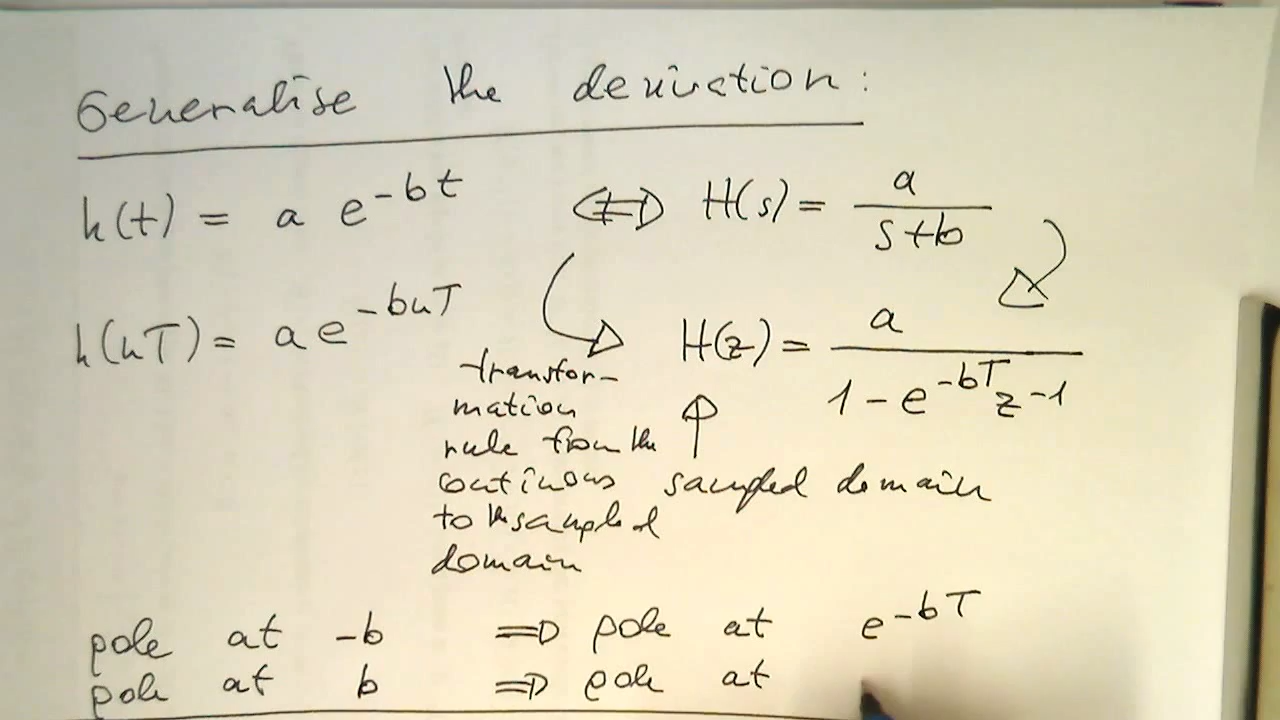 Generalise the derivation:
h(t) = a e^{-bt} ⇔ H(s) = a/(s+b)
h(nT) = a e^{-bnT} H(z) = a/(1 - e^{-bT} z^{-1})
transfor-
mation
rule from the
continous
to the sampled
domain
sampled domain
pole at -b ⇒ pole at e^{-bT}
pole at b ⇒ pole at